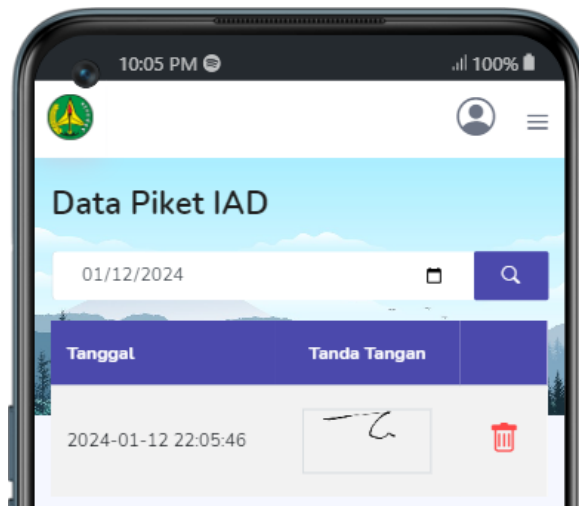 10:05 PM
100%
Data Piket IAD
01/12/2024
Tanggal
Tanda Tangan
2024-01-12 22:05:46